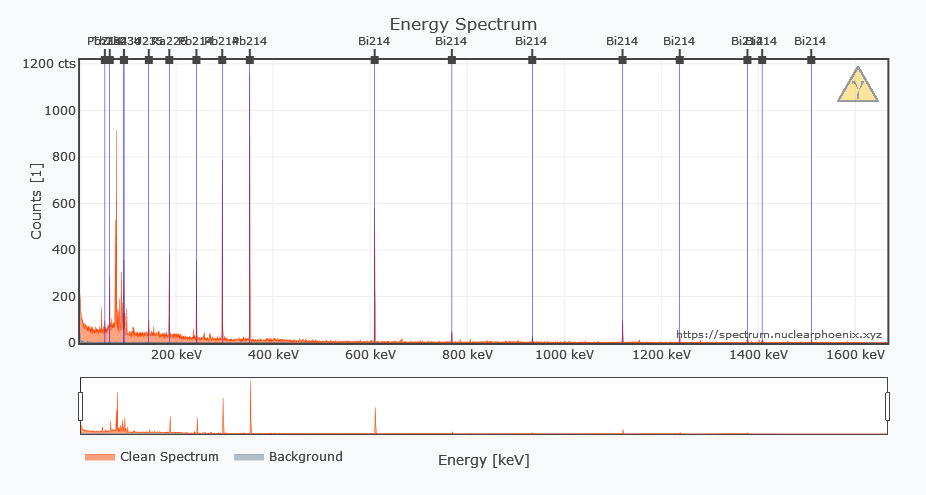 Energy Spectrum
Pb214 Bi214 Bi214 Bi214 Bi214 Bi214 Bi214 Bi214
1200 cts
1000
800
600
400
200
0
Counts [1]
γ
https://spectrum.nuclearphoenix.xyz
200 keV 400 keV 600 keV 800 keV 1000 keV 1200 keV 1400 keV 1600 keV
Clean Spectrum Background
Energy [keV]